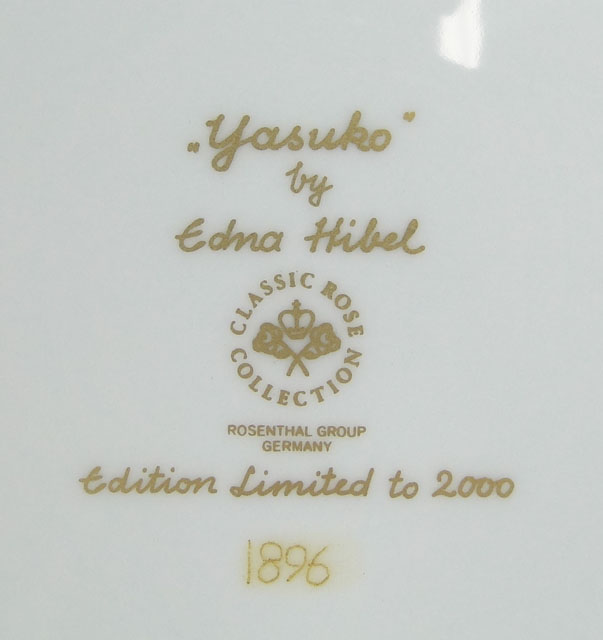 „Yasuko"
by
Edna Hibel
CLASSIC ROSE
COLLECTION
ROSENTHAL GROUP
GERMANY
Edition Limited to 2000
1896